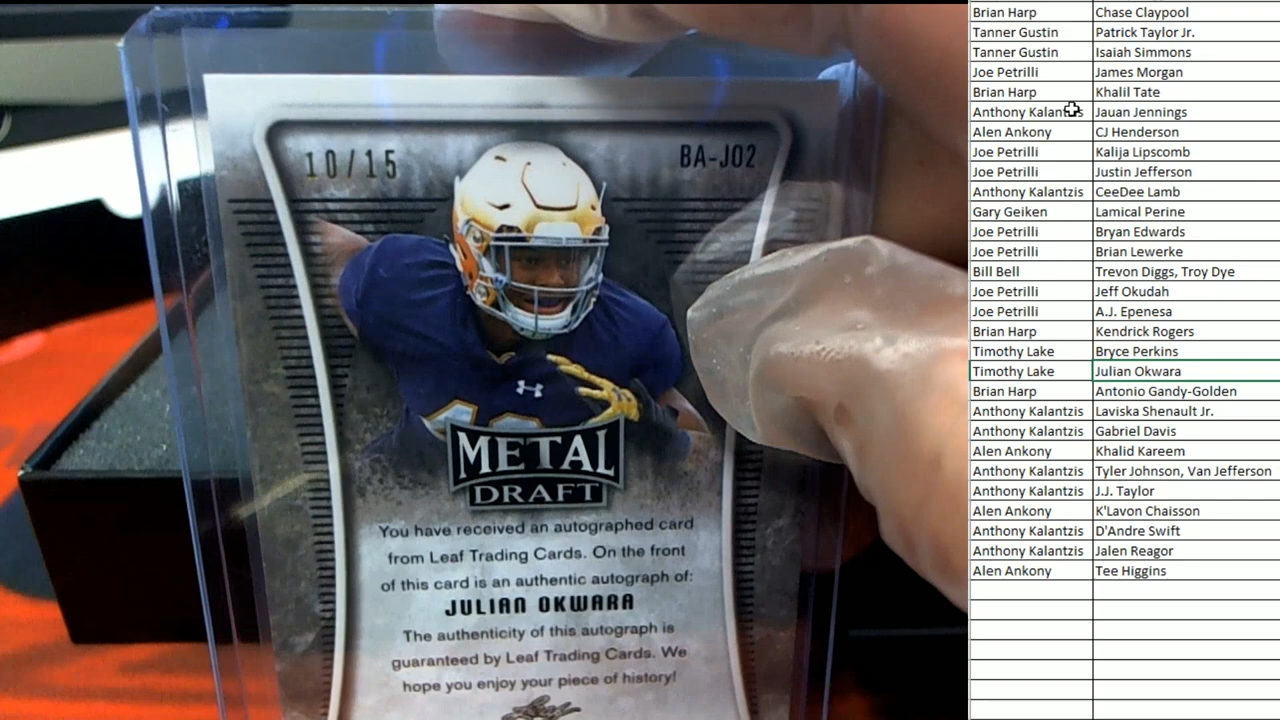 10/15
BA-JO2
METAL
DRAFT
You have received an autographed card
from Leaf Trading Cards. On the front
of this card is an authentic autograph of:
JULIAN OKWARA
The authenticity of this autograph is
guaranteed by Leaf Trading Cards. We
hope you enjoy your piece of history!
Leaf
Brian Harp Chase Claypool
Tanner Gustin Patrick Taylor Jr.
Tanner Gustin Isaiah Simmons
Joe Petrilli James Morgan
Brian Harp Khalil Tate
Anthony Kalantzis Jauan Jennings
Alen Ankony CJ Henderson
Joe Petrilli Kalija Lipscomb
Joe Petrilli Justin Jefferson
Anthony Kalantzis CeeDee Lamb
Gary Geiken Lamical Perine
Joe Petrilli Bryan Edwards
Joe Petrilli Brian Lewerke
Bill Bell Trevon Diggs, Troy Dye
Joe Petrilli Jeff Okudah
Joe Petrilli A.J. Epenesa
Brian Harp Kendrick Rogers
Timothy Lake Bryce Perkins
Timothy Lake Julian Okwara
Brian Harp Antonio Gandy-Golden
Anthony Kalantzis Laviska Shenault Jr.
Anthony Kalantzis Gabriel Davis
Alen Ankony Khalid Kareem
Anthony Kalantzis Tyler Johnson, Van Jefferson
Anthony Kalantzis J.J. Taylor
Alen Ankony K'Lavon Chaisson
Anthony Kalantzis D'Andre Swift
Anthony Kalantzis Jalen Reagor
Alen Ankony Tee Higgins